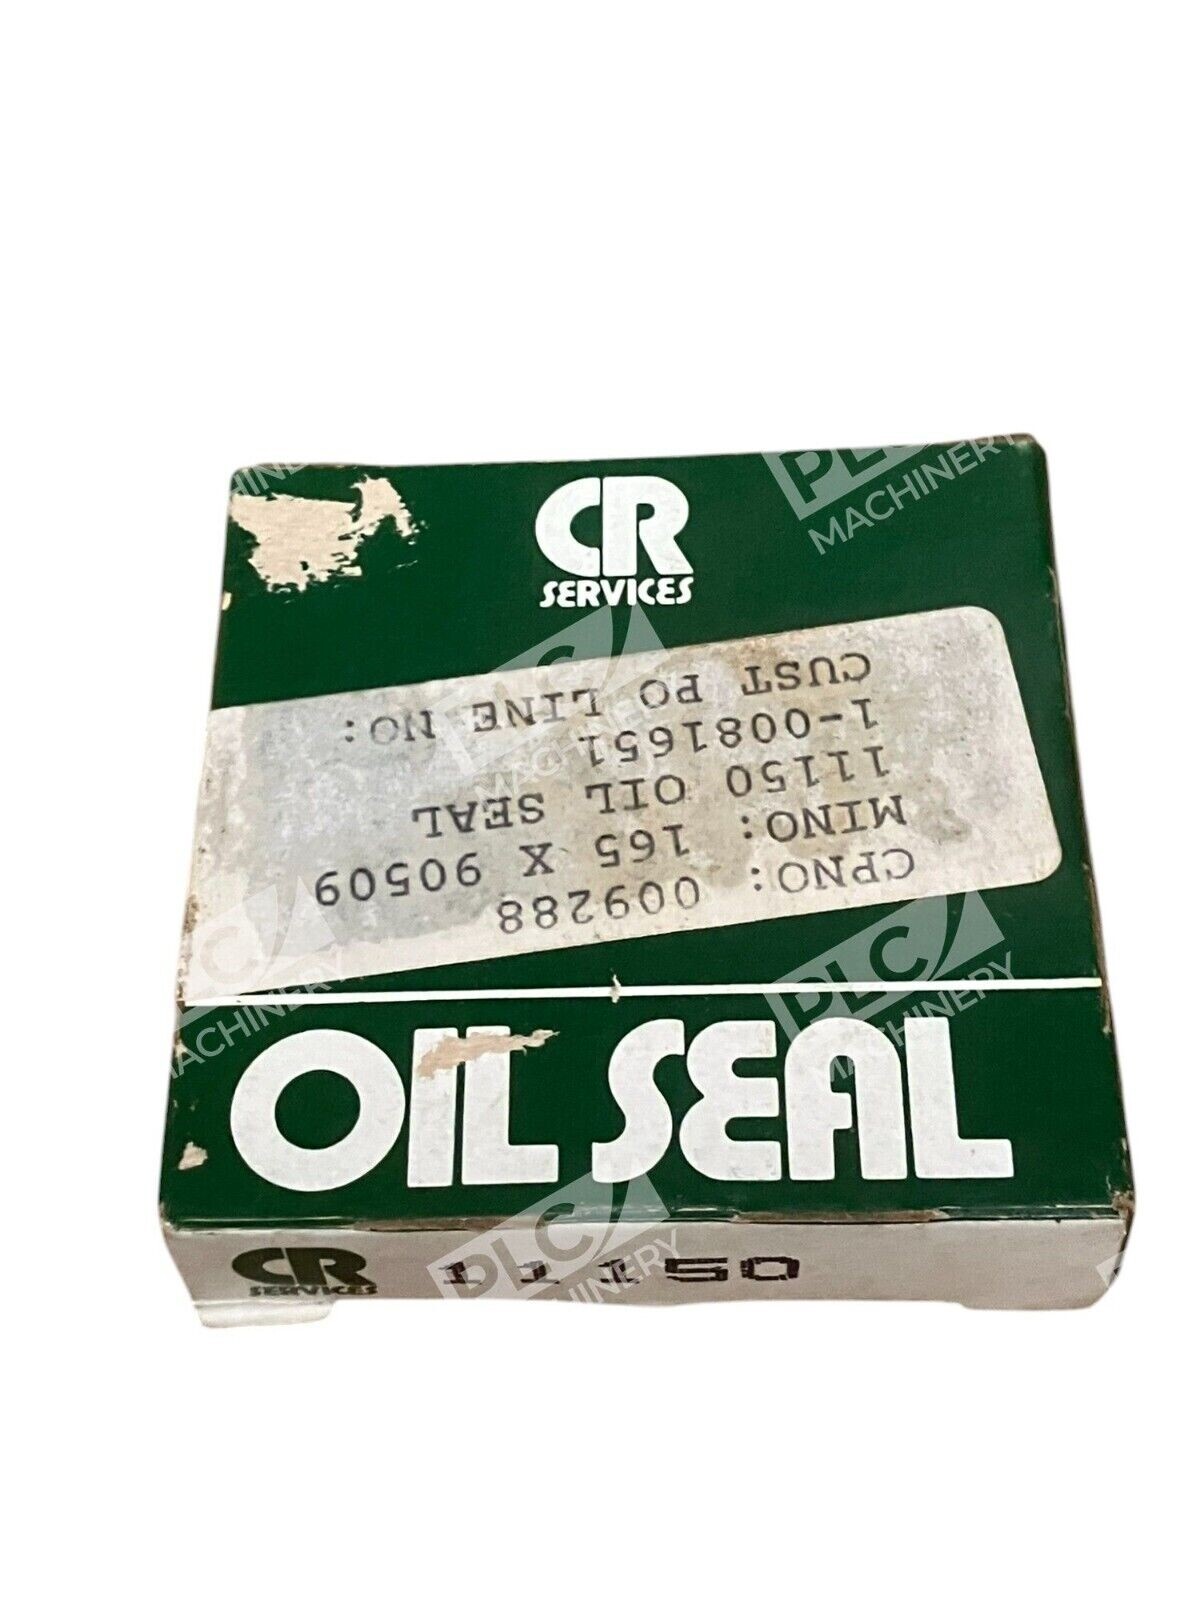 CR
SERVICES
CPNO: 009288
MINO: 165 X 90509
11150 OIL SEAL
1-0081651
CUST PO LINE NO:
OIL SEAL
CR
SERVICES
11150
PLC
MACHINERY